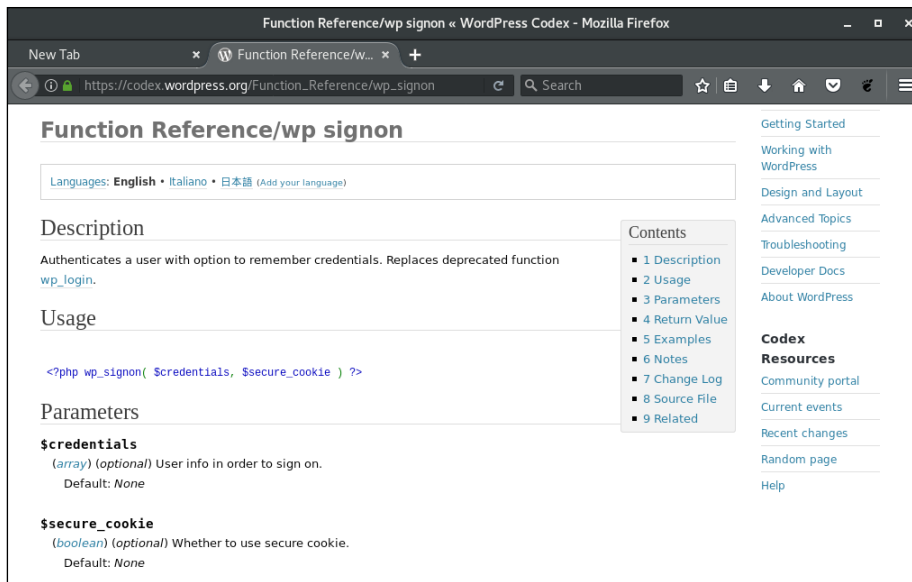 Function Reference/wp signon « WordPress Codex - Mozilla Firefox
New Tab
Function Reference/w...
https://codex.wordpress.org/Function_Reference/wp_signon
Search
Function Reference/wp signon
Languages: English • Italiano • 日本語 (Add your language)
Description
Authenticates a user with option to remember credentials. Replaces deprecated function
wp_login.
Usage
<?php wp_signon( $credentials, $secure_cookie ) ?>
Parameters
$credentials
(array) (optional) User info in order to sign on.
Default: None
$secure_cookie
(boolean) (optional) Whether to use secure cookie.
Default: None
Contents
1 Description
2 Usage
3 Parameters
4 Return Value
5 Examples
6 Notes
7 Change Log
8 Source File
9 Related
Getting Started
Working with
WordPress
Design and Layout
Advanced Topics
Troubleshooting
Developer Docs
About WordPress
Codex
Resources
Community portal
Current events
Recent changes
Random page
Help